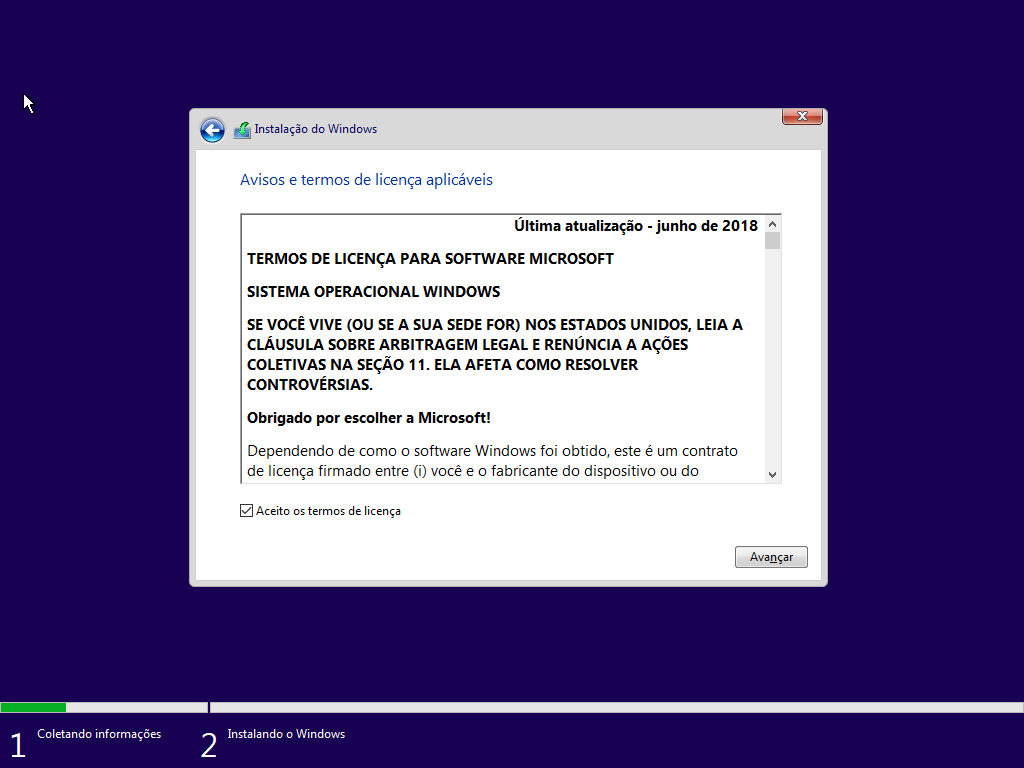 Instalação do Windows
Avisos e termos de licença aplicáveis
Última atualização - junho de 2018
TERMOS DE LICENÇA PARA SOFTWARE MICROSOFT
SISTEMA OPERACIONAL WINDOWS
SE VOCÊ VIVE (OU SE A SUA SEDE FOR) NOS ESTADOS UNIDOS, LEIA A
CLÁUSULA SOBRE ARBITRAGEM LEGAL E RENÚNCIA A AÇÕES
COLETIVAS NA SEÇÃO 11. ELA AFETA COMO RESOLVER
CONTROVÉRSIAS.
Obrigado por escolher a Microsoft!
Dependendo de como o software Windows foi obtido, este é um contrato
de licença firmado entre (i) você e o fabricante do dispositivo ou do
Aceito os termos de licença
Avançar
1 Coletando informações
2 Instalando o Windows